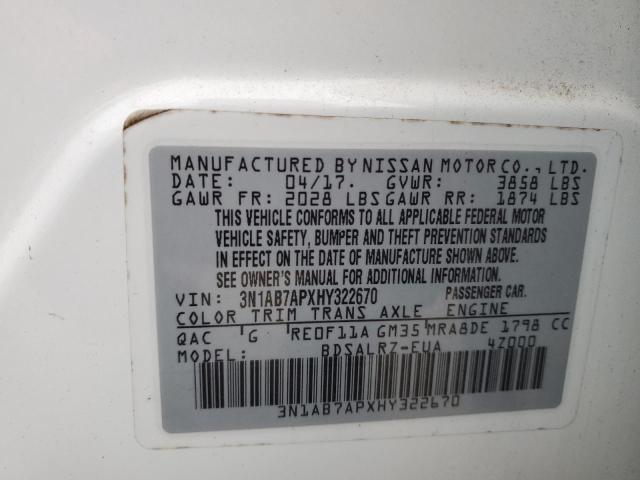 MANUFACTURED BY NISSAN MOTOR CO., LTD.
DATE: 04/17. GVWR: 3858 LBS
GAWR FR: 2028 LBS GAWR RR: 1874 LBS
THIS VEHICLE CONFORMS TO ALL APPLICABLE FEDERAL MOTOR
VEHICLE SAFETY, BUMPER AND THEFT PREVENTION STANDARDS
IN EFFECT ON THE DATE OF MANUFACTURE SHOWN ABOVE.
SEE OWNER'S MANUAL FOR ADDITIONAL INFORMATION.
VIN: 3N1AB7APXHY322670 PASSENGER CAR.
COLOR TRIM TRANS AXLE ENGINE
QAC G RE0F11A GM35 MRA8DE 1798 CC
MODEL: BDSALRZ-EUA 4Z000
3N1AB7APXHY322670